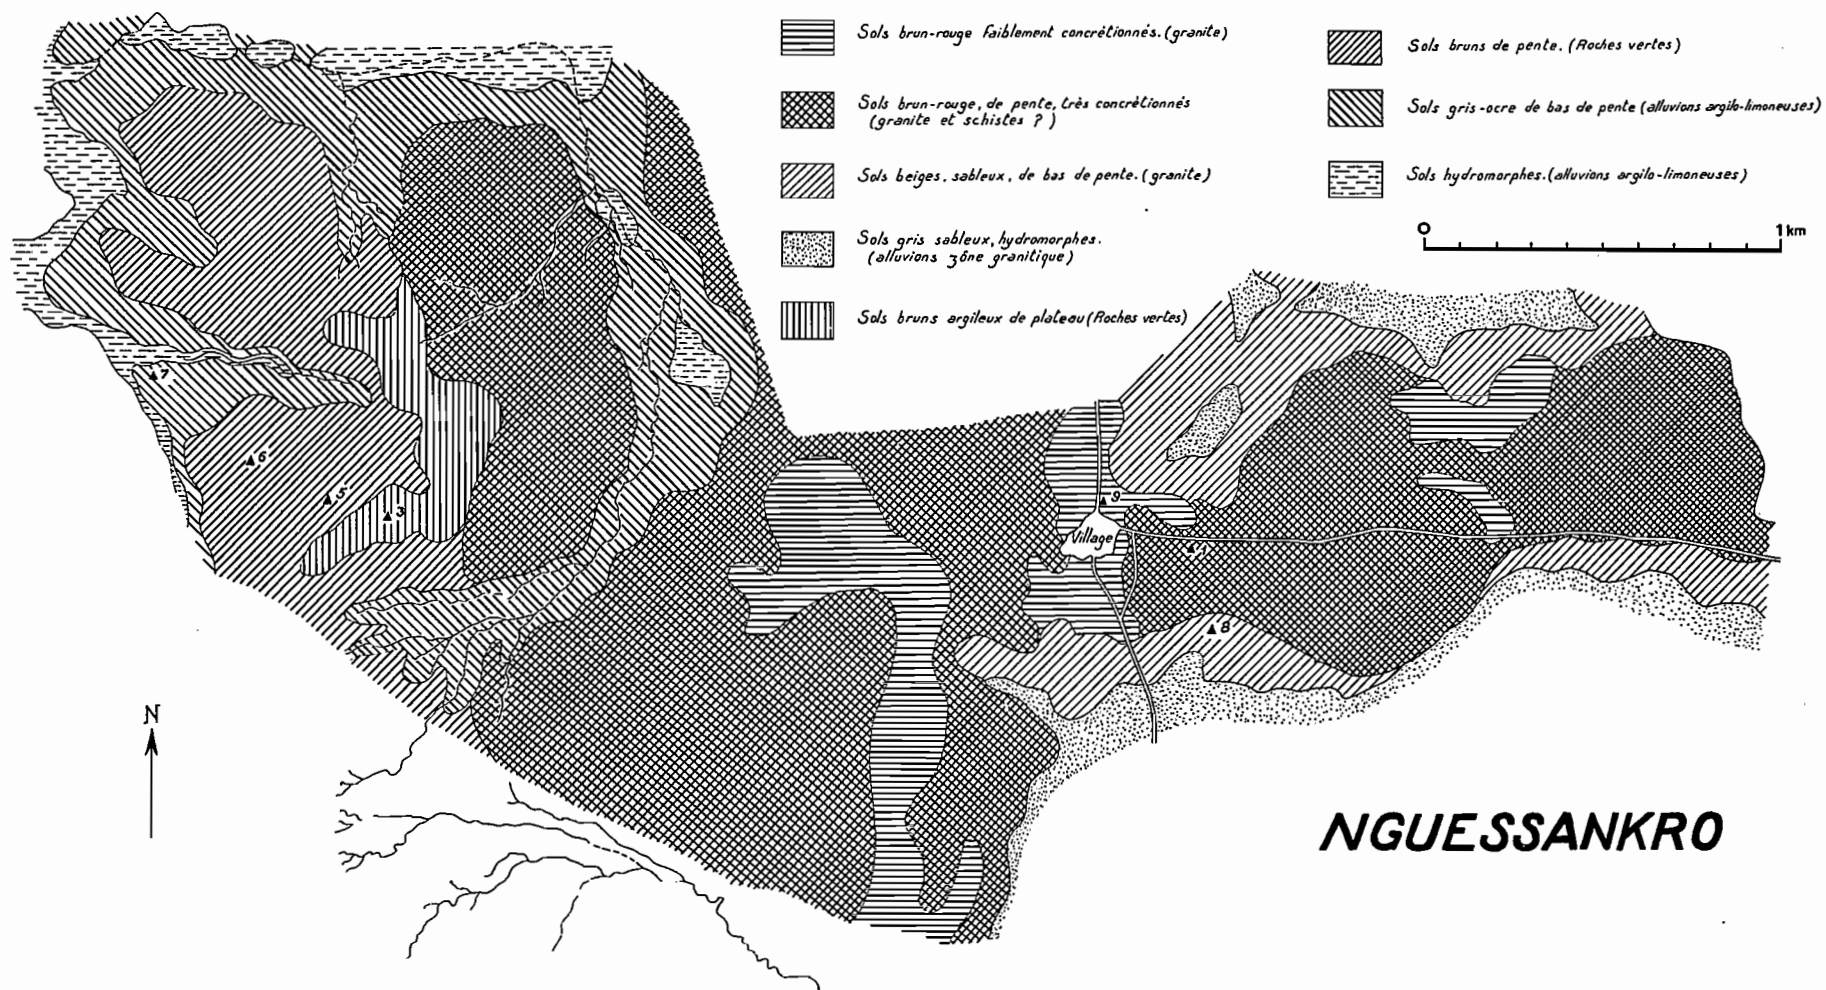 Sols brun-rouge faiblement concrétionnés. (granite)
Sols brun-rouge, de pente, très concrétionnés
(granite et schistes ?)
Sols beiges, sableux, de bas de pente. (granite)
Sols gris sableux, hydromorphes.
(alluvions zône granitique)
Sols bruns argileux de plateau (Roches vertes)
Sols bruns de pente. (Roches vertes)
Sols gris-ocre de bas de pente (alluvions argilo-limoneuses)
Sols hydromorphes. (alluvions argilo-limoneuses)
0 1 km
7
6
5
3
9
Village
1
8
N
NGUESSANKRO